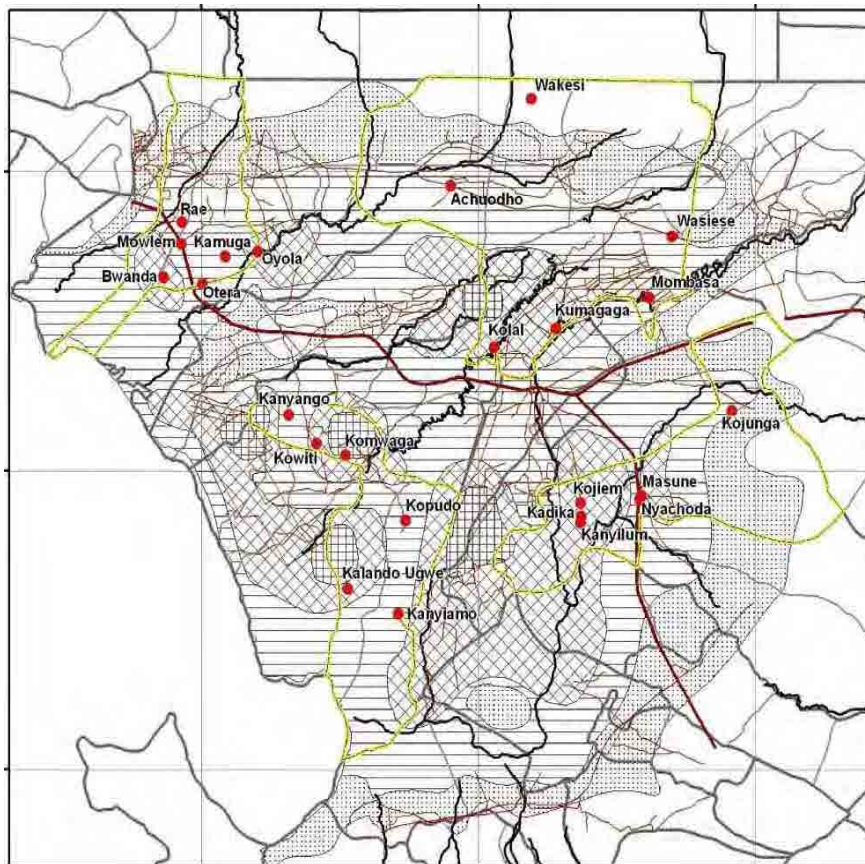 Wakesi
Achuodho
Rae
Wasiese
Mowlem
Kamuga
Oyola
Bwanda
Otera
Mombasa
Kumagaga
Kolal
Kanyango
Kojunga
Kowiti
Komwaga
Masune
Kojiem
Nyachoda
Kadika
Kopudo
Kanyilum
Kalando Ugwe
Kanyiamo